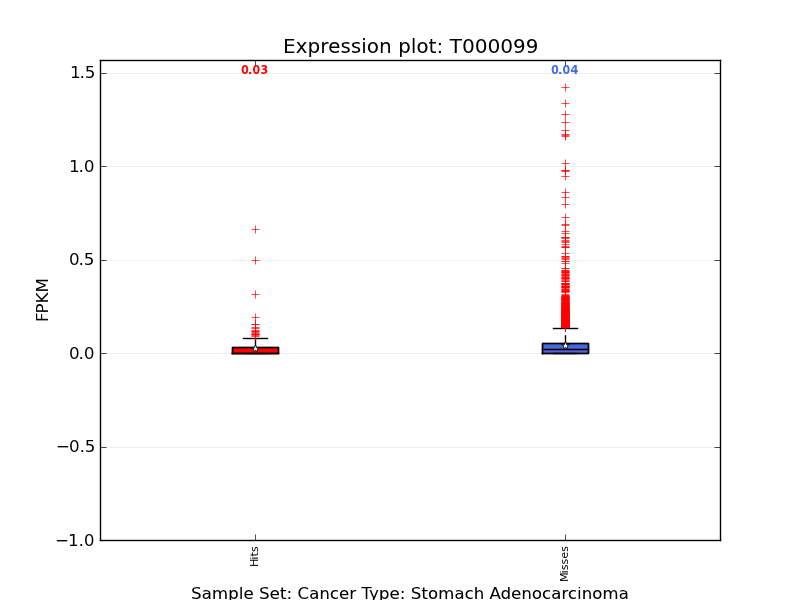 Expression plot: T000099
0.03
0.04
1.5
1.0
0.5
0.0
−0.5
−1.0
FPKM
Hits
Misses
Sample Set: Cancer Type: Stomach Adenocarcinoma